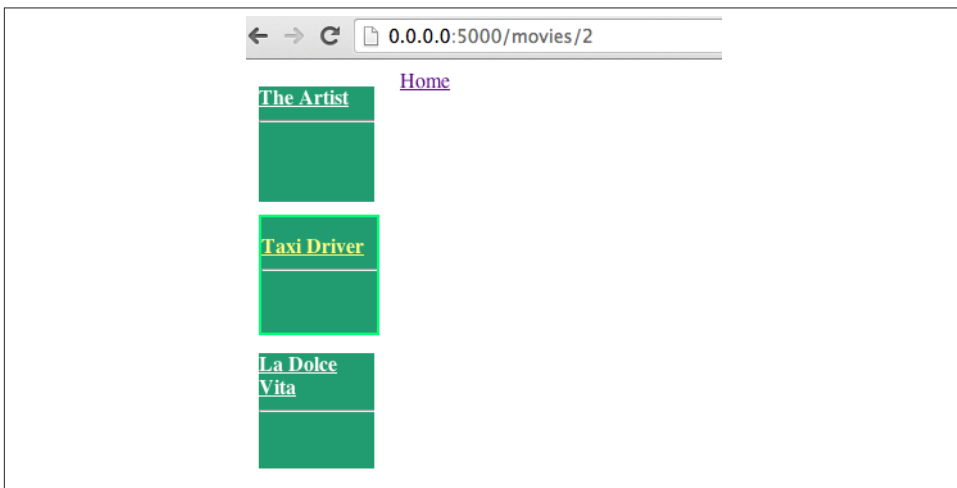 0.0.0.0:5000/movies/2
Home
The Artist
Taxi Driver
La Dolce
Vita